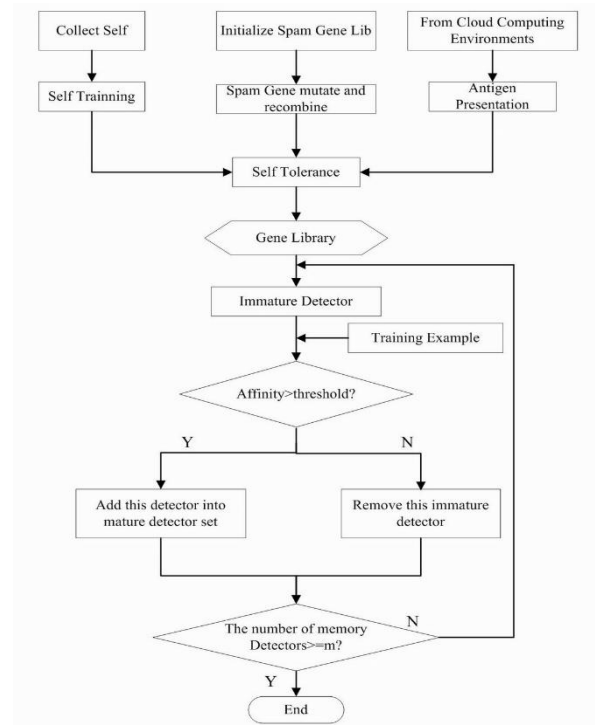 Collect Self
Initialize Spam Gene Lib
From Cloud Computing
Environments
Self Trainning
Spam Gene mutate and
recombine
Antigen
Presentation
Self Tolerance
Gene Library
Immature Detector
Training Example
Affinity>threshold?
Y
N
Add this detector into
mature detector set
Remove this immature
detector
The number of memory
Detectors>=m?
N
Y
End